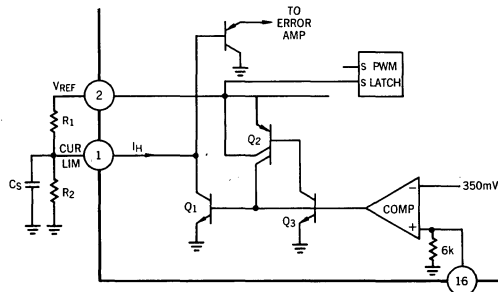 TO
ERROR
AMP
S PWM
S LATCH
VREF
2
R1
CUR
LIM
1
IH
Q2
CS
R2
Q1
Q3
COMP
−
+
350mV
6k
16